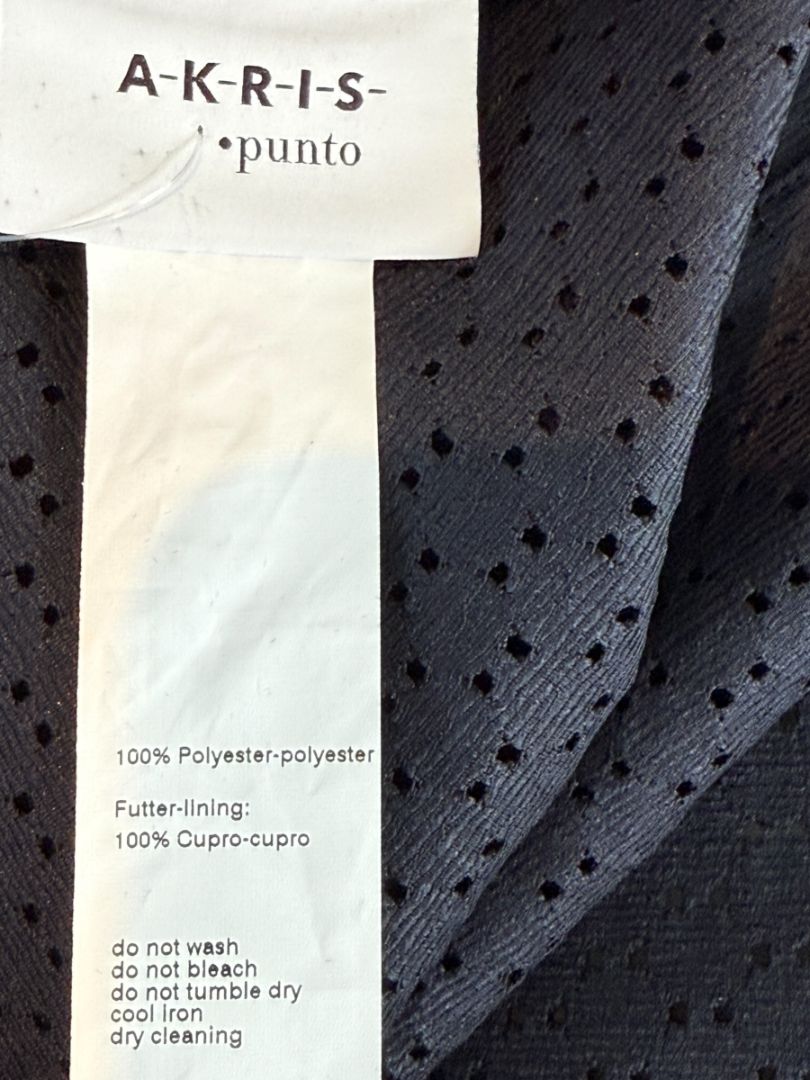 A-K-R-I-S-
•punto
100% Polyester-polyester
Futter-lining:
100% Cupro-cupro
do not wash
do not bleach
do not tumble dry
cool iron
dry cleaning